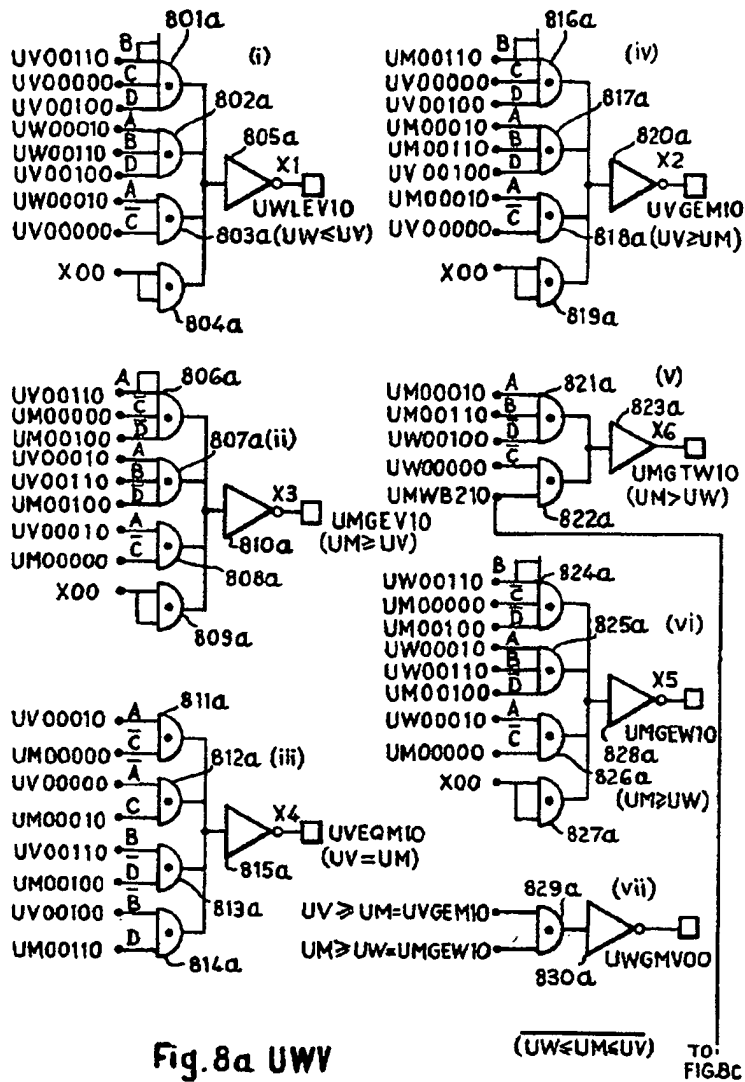 801a
(i)
B
UV00110
C
UV00000
D
UV00100
802a
A
UW00010
B
UW00110
D
UV00100
805a
X1
UWLEV10
A
UW00010
C̅
UV00000
803a (UW≤UV)
X00
804a
816a
(iv)
B
UM00110
C
UV00000
D
UV00100
817a
A
UM00010
B
UM00110
D
UV00100
820a
X2
UVGEM10
A
UM00010
C̅
UV00000
818a (UV≥UM)
X00
819a
A
806a
UV00110
C̅
UM00000
D̅
UM00100
807a (ii)
A
UV00010
B
UV00110
D̅
UM00100
X3
UMGEV10
810a
(UM≥UV)
A
UV00010
C̅
UM00000
808a
X00
809a
821a
(v)
A
UM00010
B
UM00110
D̅
UW00100
823a
X6
UMGTW10
(UM>UW)
C̅
UW00000
UMWB210
822a
B
824a
UW00110
C̅
UM00000
D̅
UM00100
825a
(vi)
A
UW00010
B
UW00110
D̅
UM00100
X5
UMGEW10
828a
A
UW00010
C̅
UM00000
826a
(UM≥UW)
X00
827a
811a
A
UV00010
C̅
UM00000
812a (iii)
A̅
UV00000
C
UM00010
X4
UVEQM10
(UV=UM)
815a
B
UV00110
D̅
UM00100
813a
B̅
UV00100
D
UM00110
814a
829a
(vii)
UV≥UM=UVGEM10
UM≥UW=UMGEW10
830a
UWGMV00
(UW≤UM≤UV)
Fig.8a UWV
TO
FIG.8C